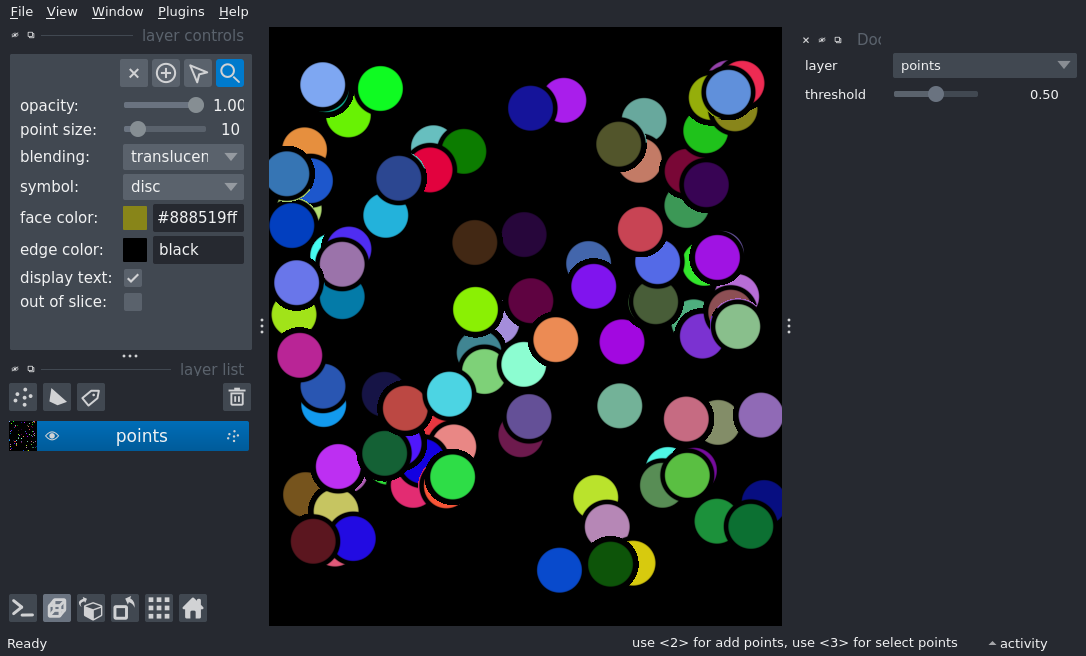 File View Window Plugins Help
layer controls
opacity: 1.00
point size: 10
blending: translucen
symbol: disc
face color: #888519ff
edge color: black
display text:
out of slice:
layer list
points
Ready
Doc
layer points
threshold 0.50
use <2> for add points, use <3> for select points
activity